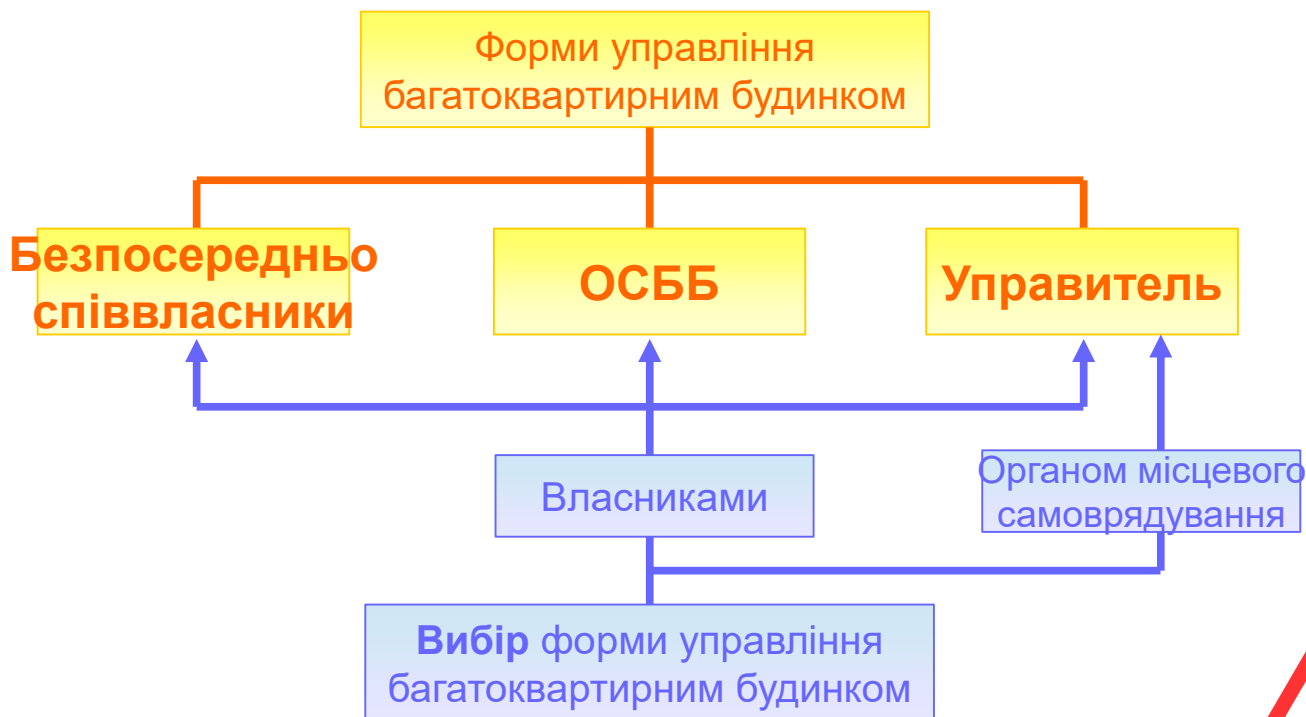 Форми управління
багатоквартирним будинком
Безпосередньо
співвласники
ОСББ
Управитель
Власниками
Органом місцевого
самоврядування
Вибір форми управління
багатоквартирним будинком